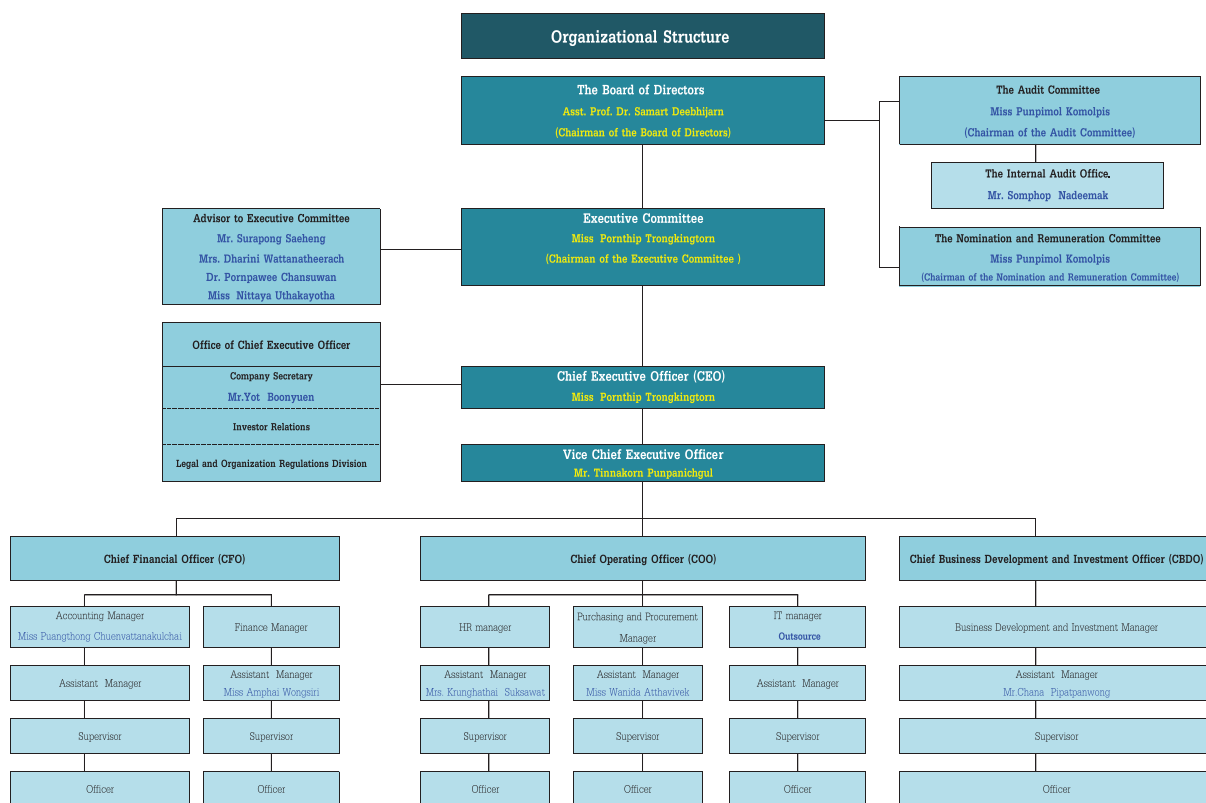 Organizational Structure
The Board of Directors
Asst. Prof. Dr. Samart Deebhijarn
(Chairman of the Board of Directors)
The Audit Committee
Miss Punpimol Komolpis
(Chairman of the Audit Committee)
The Internal Audit Office.
Mr. Somphop Nadeemak
Advisor to Executive Committee
Mr. Surapong Saeheng
Mrs. Dharini Wattanatheerach
Dr. Pornpawee Chansuwan
Miss Nittaya Uthakayotha
Executive Committee
Miss Pornthip Trongkingtorn
(Chairman of the Executive Committee )
The Nomination and Remuneration Committee
Miss Punpimol Komolpis
(Chairman of the Nomination and Remuneration Committee)
Office of Chief Executive Officer
Company Secretary
Mr.Yot Boonyuen
Investor Relations
Legal and Organization Regulations Division
Chief Executive Officer (CEO)
Miss Pornthip Trongkingtorn
Vice Chief Executive Officer
Mr. Tinnakorn Punpanichgul
Chief Financial Officer (CFO)
Chief Operating Officer (COO)
Chief Business Development and Investment Officer (CBDO)
Accounting Manager
Miss Puangthong Chuenvattanakulchai
Finance Manager
HR manager
Purchasing and Procurement
Manager
IT manager
Outsource
Business Development and Investment Manager
Assistant Manager
Assistant Manager
Miss Amphai Wongsiri
Assistant Manager
Mrs. Krunghathai Suksawat
Assistant Manager
Miss Wanida Atthavivek
Assistant Manager
Assistant Manager
Mr.Chana Pipatpanwong
Supervisor
Supervisor
Supervisor
Supervisor
Supervisor
Supervisor
Officer
Officer
Officer
Officer
Officer
Officer